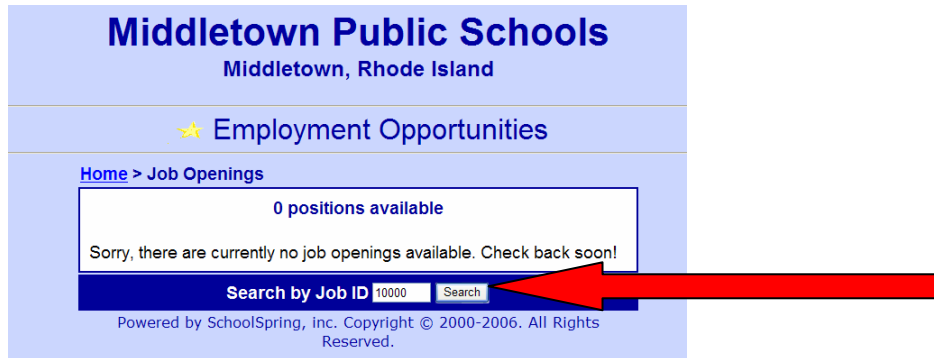 Middletown Public Schools
Middletown, Rhode Island
Employment Opportunities
Home > Job Openings
0 positions available
Sorry, there are currently no job openings available. Check back soon!
Search by Job ID 10000 Search
Powered by SchoolSpring, inc. Copyright © 2000-2006. All Rights
Reserved.